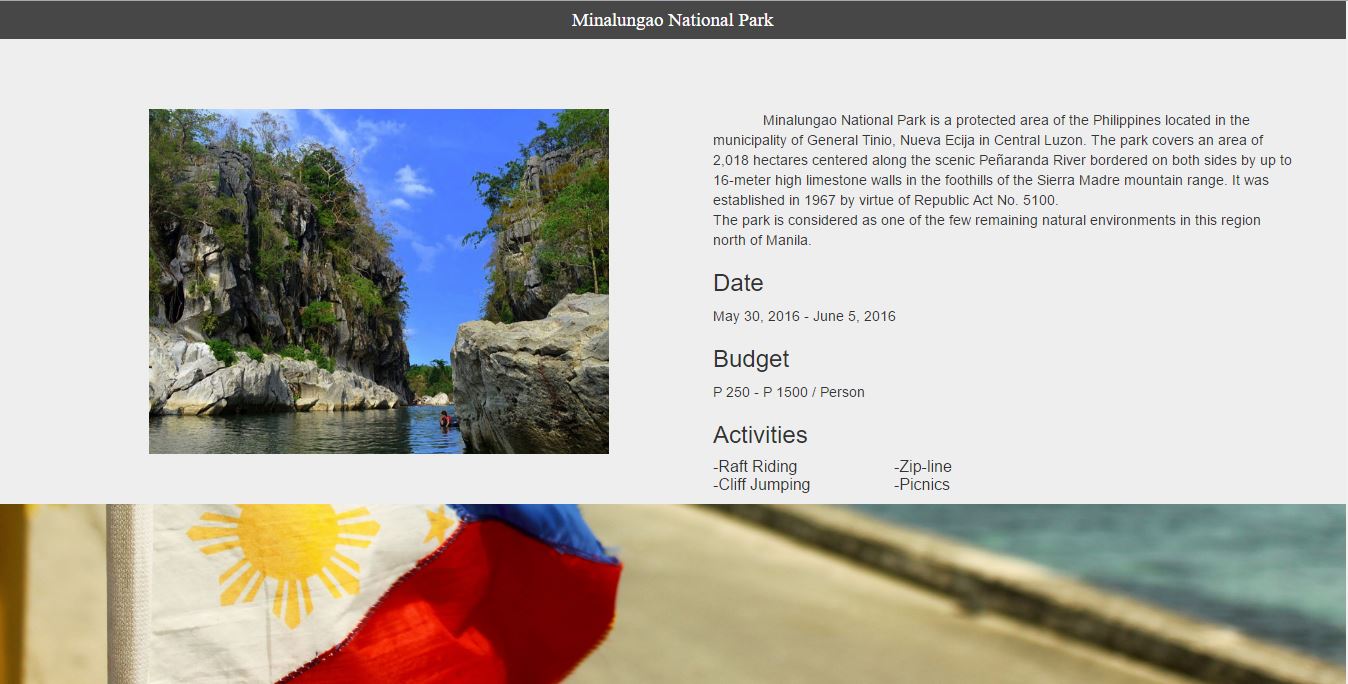 Minalungao National Park
Minalungao National Park is a protected area of the Philippines located in the
municipality of General Tinio, Nueva Ecija in Central Luzon. The park covers an area of
2,018 hectares centered along the scenic Peñaranda River bordered on both sides by up to
16-meter high limestone walls in the foothills of the Sierra Madre mountain range. It was
established in 1967 by virtue of Republic Act No. 5100.
The park is considered as one of the few remaining natural environments in this region
north of Manila.
Date
May 30, 2016 - June 5, 2016
Budget
P 250 - P 1500 / Person
Activities
-Raft Riding -Zip-line
-Cliff Jumping -Picnics